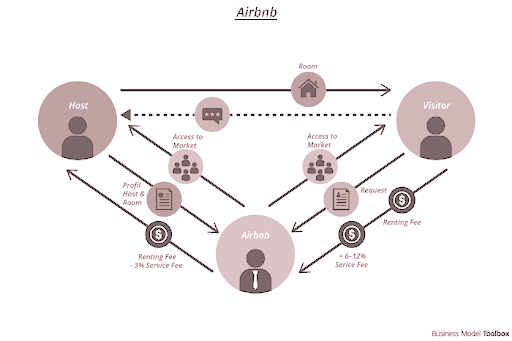 Airbnb
Room
Host
Visitor
Access to
Market
Access to
Market
Profil
Host &
Room
Request
Renting Fee
Airbnb
Renting Fee
- 3% Service Fee
+ 6-12%
Serice Fee
Business Model Toolbox